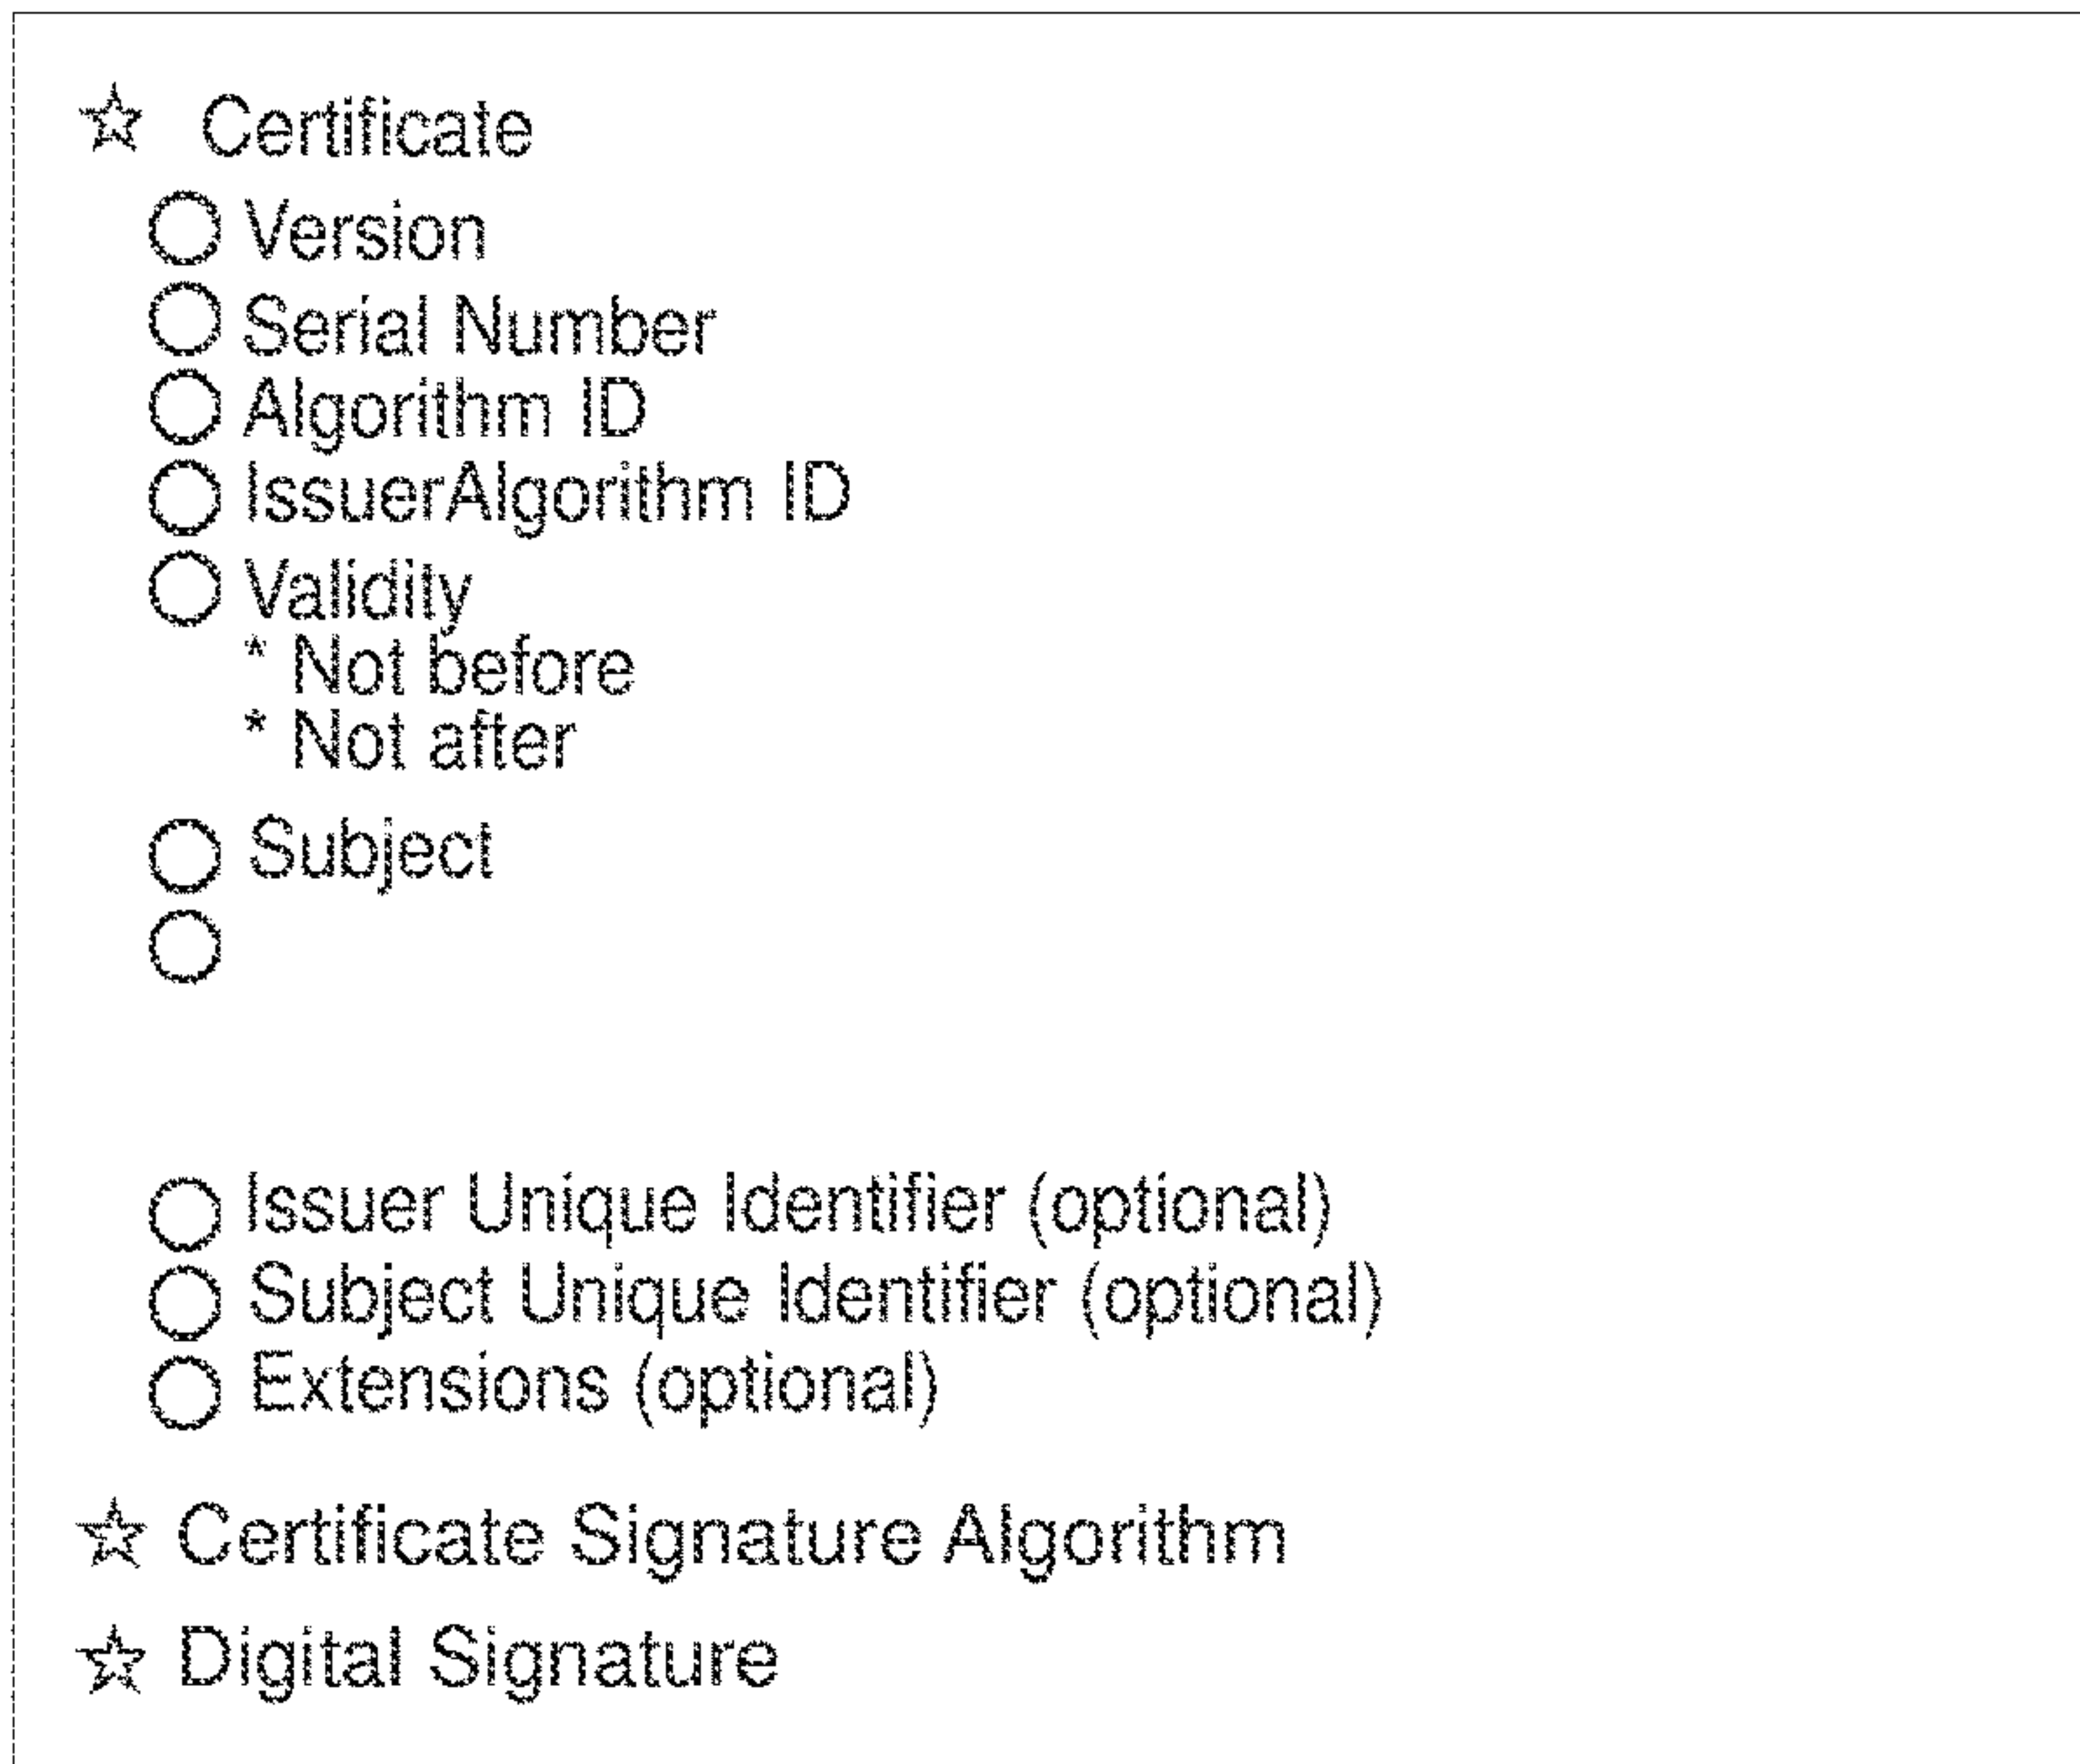 ☆ Certificate
○ Version
○ Serial Number
○ Algorithm ID
○ IssuerAlgorithm ID
○ Validity
* Not before
* Not after
○ Subject
○
○ Issuer Unique Identifier (optional)
○ Subject Unique Identifier (optional)
○ Extensions (optional)
☆ Certificate Signature Algorithm
☆ Digital Signature